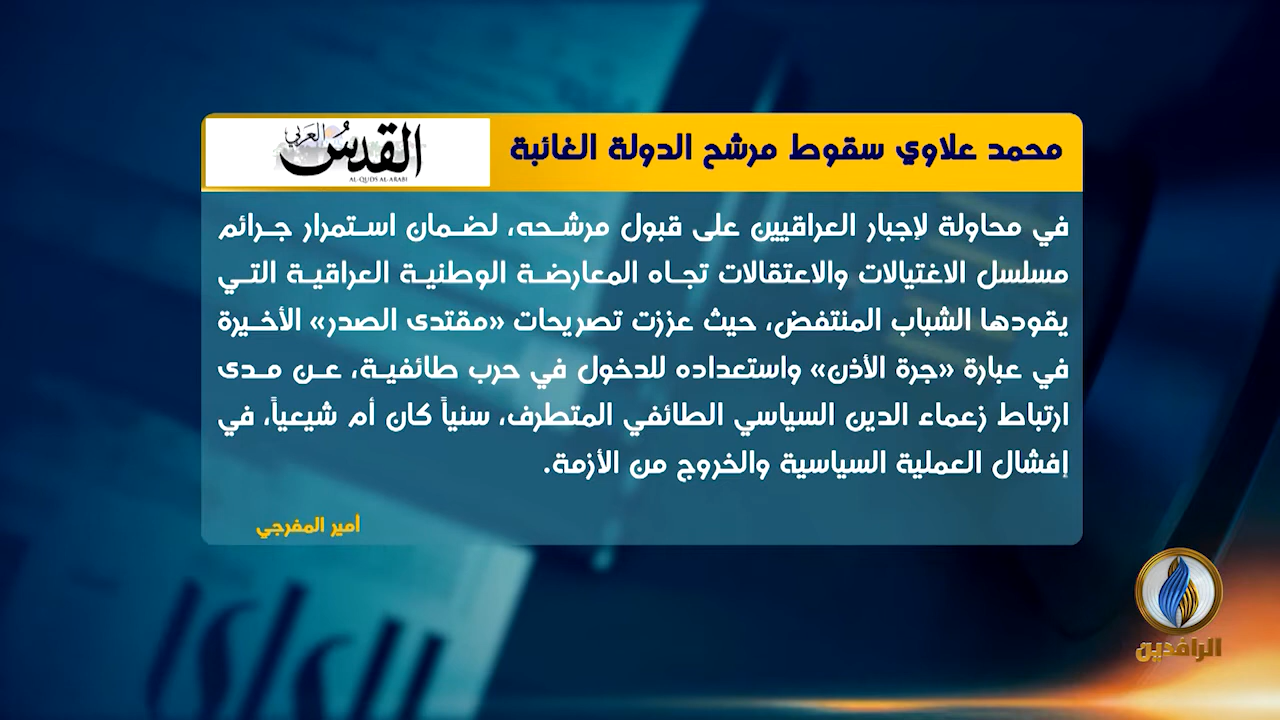 محمد علاوي سقوط مرشح الدولة الغائبة
القدس العربي
AL-QUDS AL-ARABI
في محاولة لإجبار العراقيين على قبول مرشحه، لضمان استمرار جرائم
مسلسل الاغتيالات والاعتقالات تجاه المعارضة الوطنية العراقية التي
يقودها الشباب المنتفض، حيث عززت تصريحات «مقتدى الصدر» الأخيرة
في عبارة «جرة الأذن» واستعداده للدخول في حرب طائفية، عن مدى
ارتباط زعماء الدين السياسي الطائفي المتطرف، سنياً كان أم شيعياً، في
إفشال العملية السياسية والخروج من الأزمة.
أمير المفرجي
الرافدين